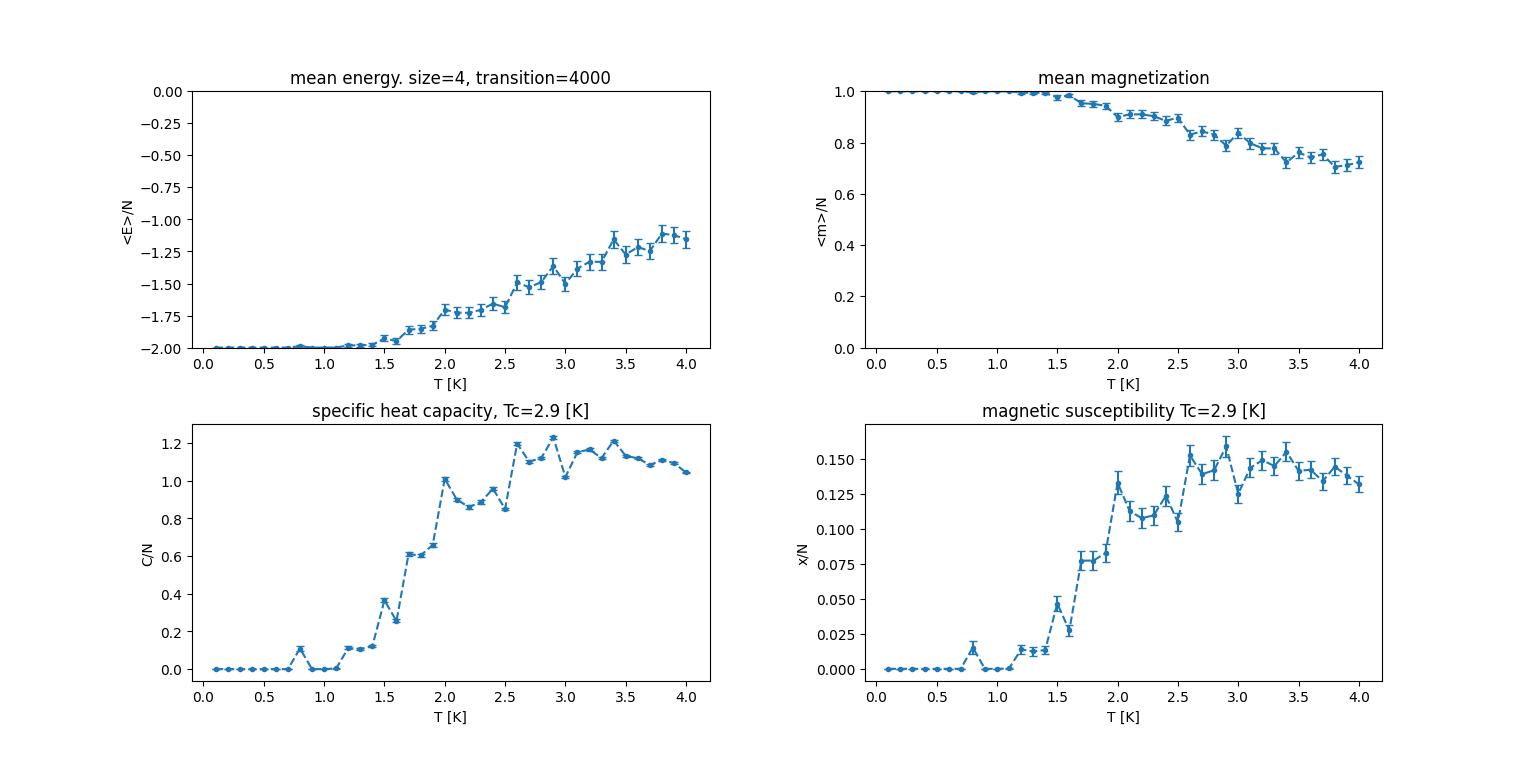 mean energy. size=4, transition=4000
0.00
−0.25
−0.50
−0.75
−1.00
−1.25
−1.50
−1.75
−2.00
<E>/N
0.0 0.5 1.0 1.5 2.0 2.5 3.0 3.5 4.0
T [K]
mean magnetization
1.0
0.8
0.6
0.4
0.2
0.0
<m>/N
0.0 0.5 1.0 1.5 2.0 2.5 3.0 3.5 4.0
T [K]
specific heat capacity, Tc=2.9 [K]
1.2
1.0
0.8
0.6
0.4
0.2
0.0
C/N
0.0 0.5 1.0 1.5 2.0 2.5 3.0 3.5 4.0
T [K]
magnetic susceptibility Tc=2.9 [K]
0.150
0.125
0.100
0.075
0.050
0.025
0.000
x/N
0.0 0.5 1.0 1.5 2.0 2.5 3.0 3.5 4.0
T [K]